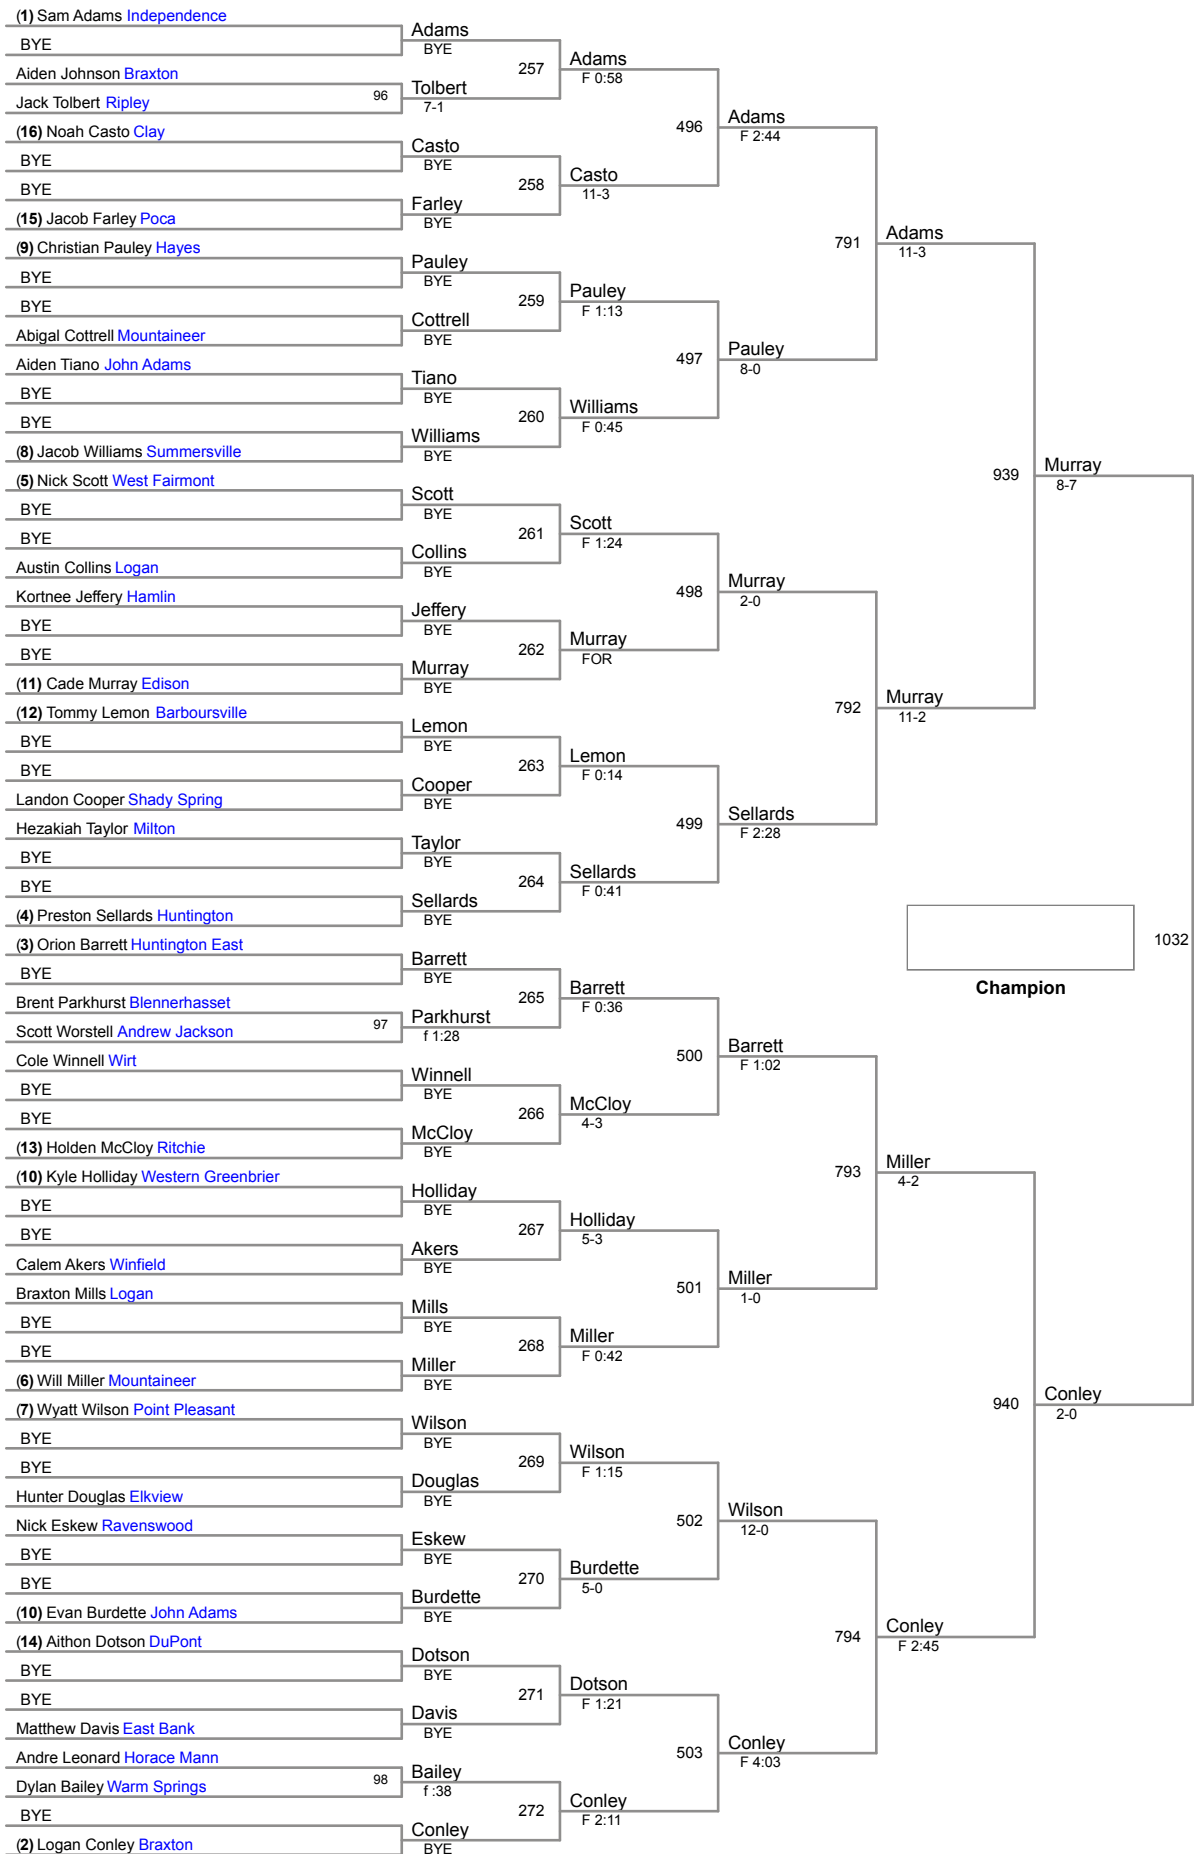 (1) Sam Adams Independence
BYE
Aiden Johnson Braxton
Jack Tolbert Ripley
(16) Noah Casto Clay
BYE
BYE
(15) Jacob Farley Poca
(9) Christian Pauley Hayes
BYE
BYE
Abigal Cottrell Mountaineer
Aiden Tiano John Adams
BYE
BYE
(8) Jacob Williams Summersville
(5) Nick Scott West Fairmont
BYE
BYE
Austin Collins Logan
Kortnee Jeffery Hamlin
BYE
BYE
(11) Cade Murray Edison
(12) Tommy Lemon Barboursville
BYE
BYE
Landon Cooper Shady Spring
Hezakiah Taylor Milton
BYE
BYE
(4) Preston Sellards Huntington
(3) Orion Barrett Huntington East
BYE
Brent Parkhurst Blennerhasset
Scott Worstell Andrew Jackson
Cole Winnell Wirt
BYE
BYE
(13) Holden McCloy Ritchie
(10) Kyle Holliday Western Greenbrier
BYE
BYE
Calem Akers Winfield
Braxton Mills Logan
BYE
BYE
(6) Will Miller Mountaineer
(7) Wyatt Wilson Point Pleasant
BYE
BYE
Hunter Douglas Elkview
Nick Eskew Ravenswood
BYE
BYE
(10) Evan Burdette John Adams
(14) Aithon Dotson DuPont
BYE
BYE
Matthew Davis East Bank
Andre Leonard Horace Mann
Dylan Bailey Warm Springs
BYE
(2) Logan Conley Braxton
96
97
98
Adams
BYE
Tolbert
7-1
Casto
BYE
Farley
BYE
Pauley
BYE
Cottrell
BYE
Tiano
BYE
Williams
BYE
Scott
BYE
Collins
BYE
Jeffery
BYE
Murray
BYE
Lemon
BYE
Cooper
BYE
Taylor
BYE
Sellards
BYE
Barrett
BYE
Parkhurst
f 1:28
Winnell
BYE
McCloy
BYE
Holliday
BYE
Akers
BYE
Mills
BYE
Miller
BYE
Wilson
BYE
Douglas
BYE
Eskew
BYE
Burdette
BYE
Dotson
BYE
Davis
BYE
Bailey
f :38
Conley
BYE
257
258
259
260
261
262
263
264
265
266
267
268
269
270
271
272
Adams
F 0:58
Casto
11-3
Pauley
F 1:13
Williams
F 0:45
Scott
F 1:24
Murray
FOR
Lemon
F 0:14
Sellards
F 0:41
Barrett
F 0:36
McCloy
4-3
Holliday
5-3
Miller
F 0:42
Wilson
F 1:15
Burdette
5-0
Dotson
F 1:21
Conley
F 2:11
496
497
498
499
500
501
502
503
Adams
F 2:44
Pauley
8-0
Murray
2-0
Sellards
F 2:28
Barrett
F 1:02
Miller
1-0
Wilson
12-0
Conley
F 4:03
791
792
793
794
Adams
11-3
Murray
11-2
Miller
4-2
Conley
F 2:45
939
940
Murray
8-7
Conley
2-0
1032
Champion